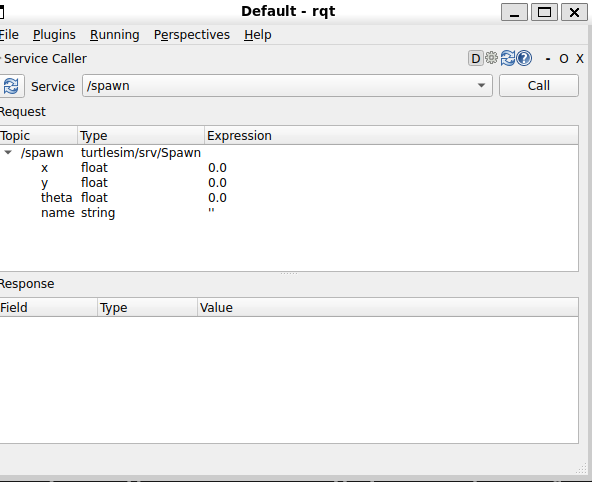 Default - rqt
File Plugins Running Perspectives Help
Service Caller D - O X
Service /spawn Call
Request
Topic Type Expression
/spawn turtlesim/srv/Spawn
x float 0.0
y float 0.0
theta float 0.0
name string ''
Response
Field Type Value